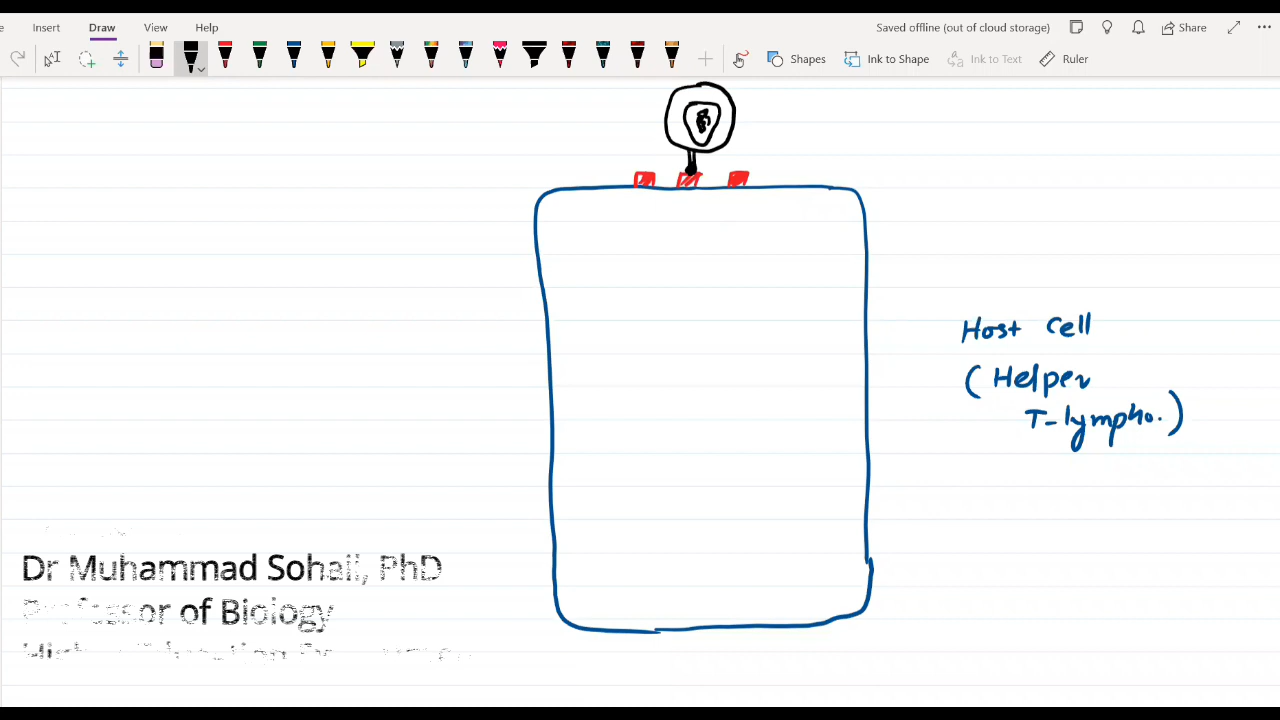 Insert Draw View Help
Saved offline (out of cloud storage) Share
Shapes Ink to Shape Ink to Text Ruler
Host cell
(Helper
T-lympho.)
Dr Muhammad Sohail, PhD
Professor of Biology